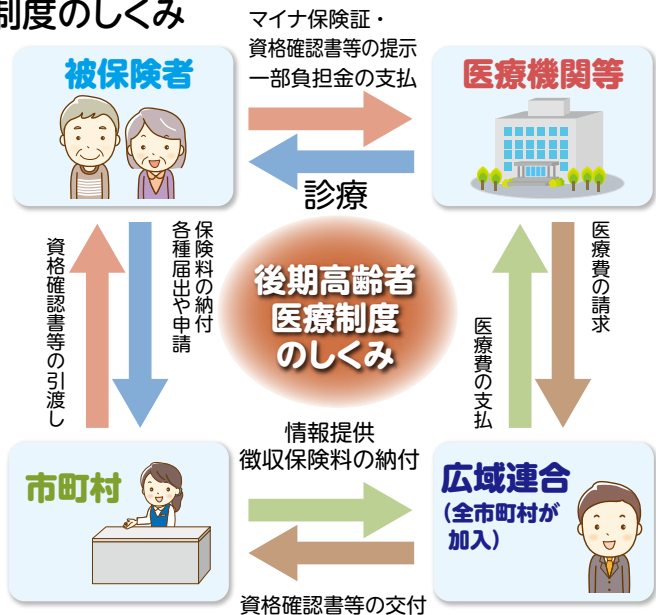 制度のしくみ
マイナ保険証・
資格確認書等の提示
一部負担金の支払
被保険者
医療機関等
診療
資格確認書等の引渡し
保険料の納付
各種届出や申請
後期高齢者
医療制度
のしくみ
医療費の支払
医療費の請求
情報提供
徴収保険料の納付
市町村
広域連合
(全市町村が
加入)
資格確認書等の交付